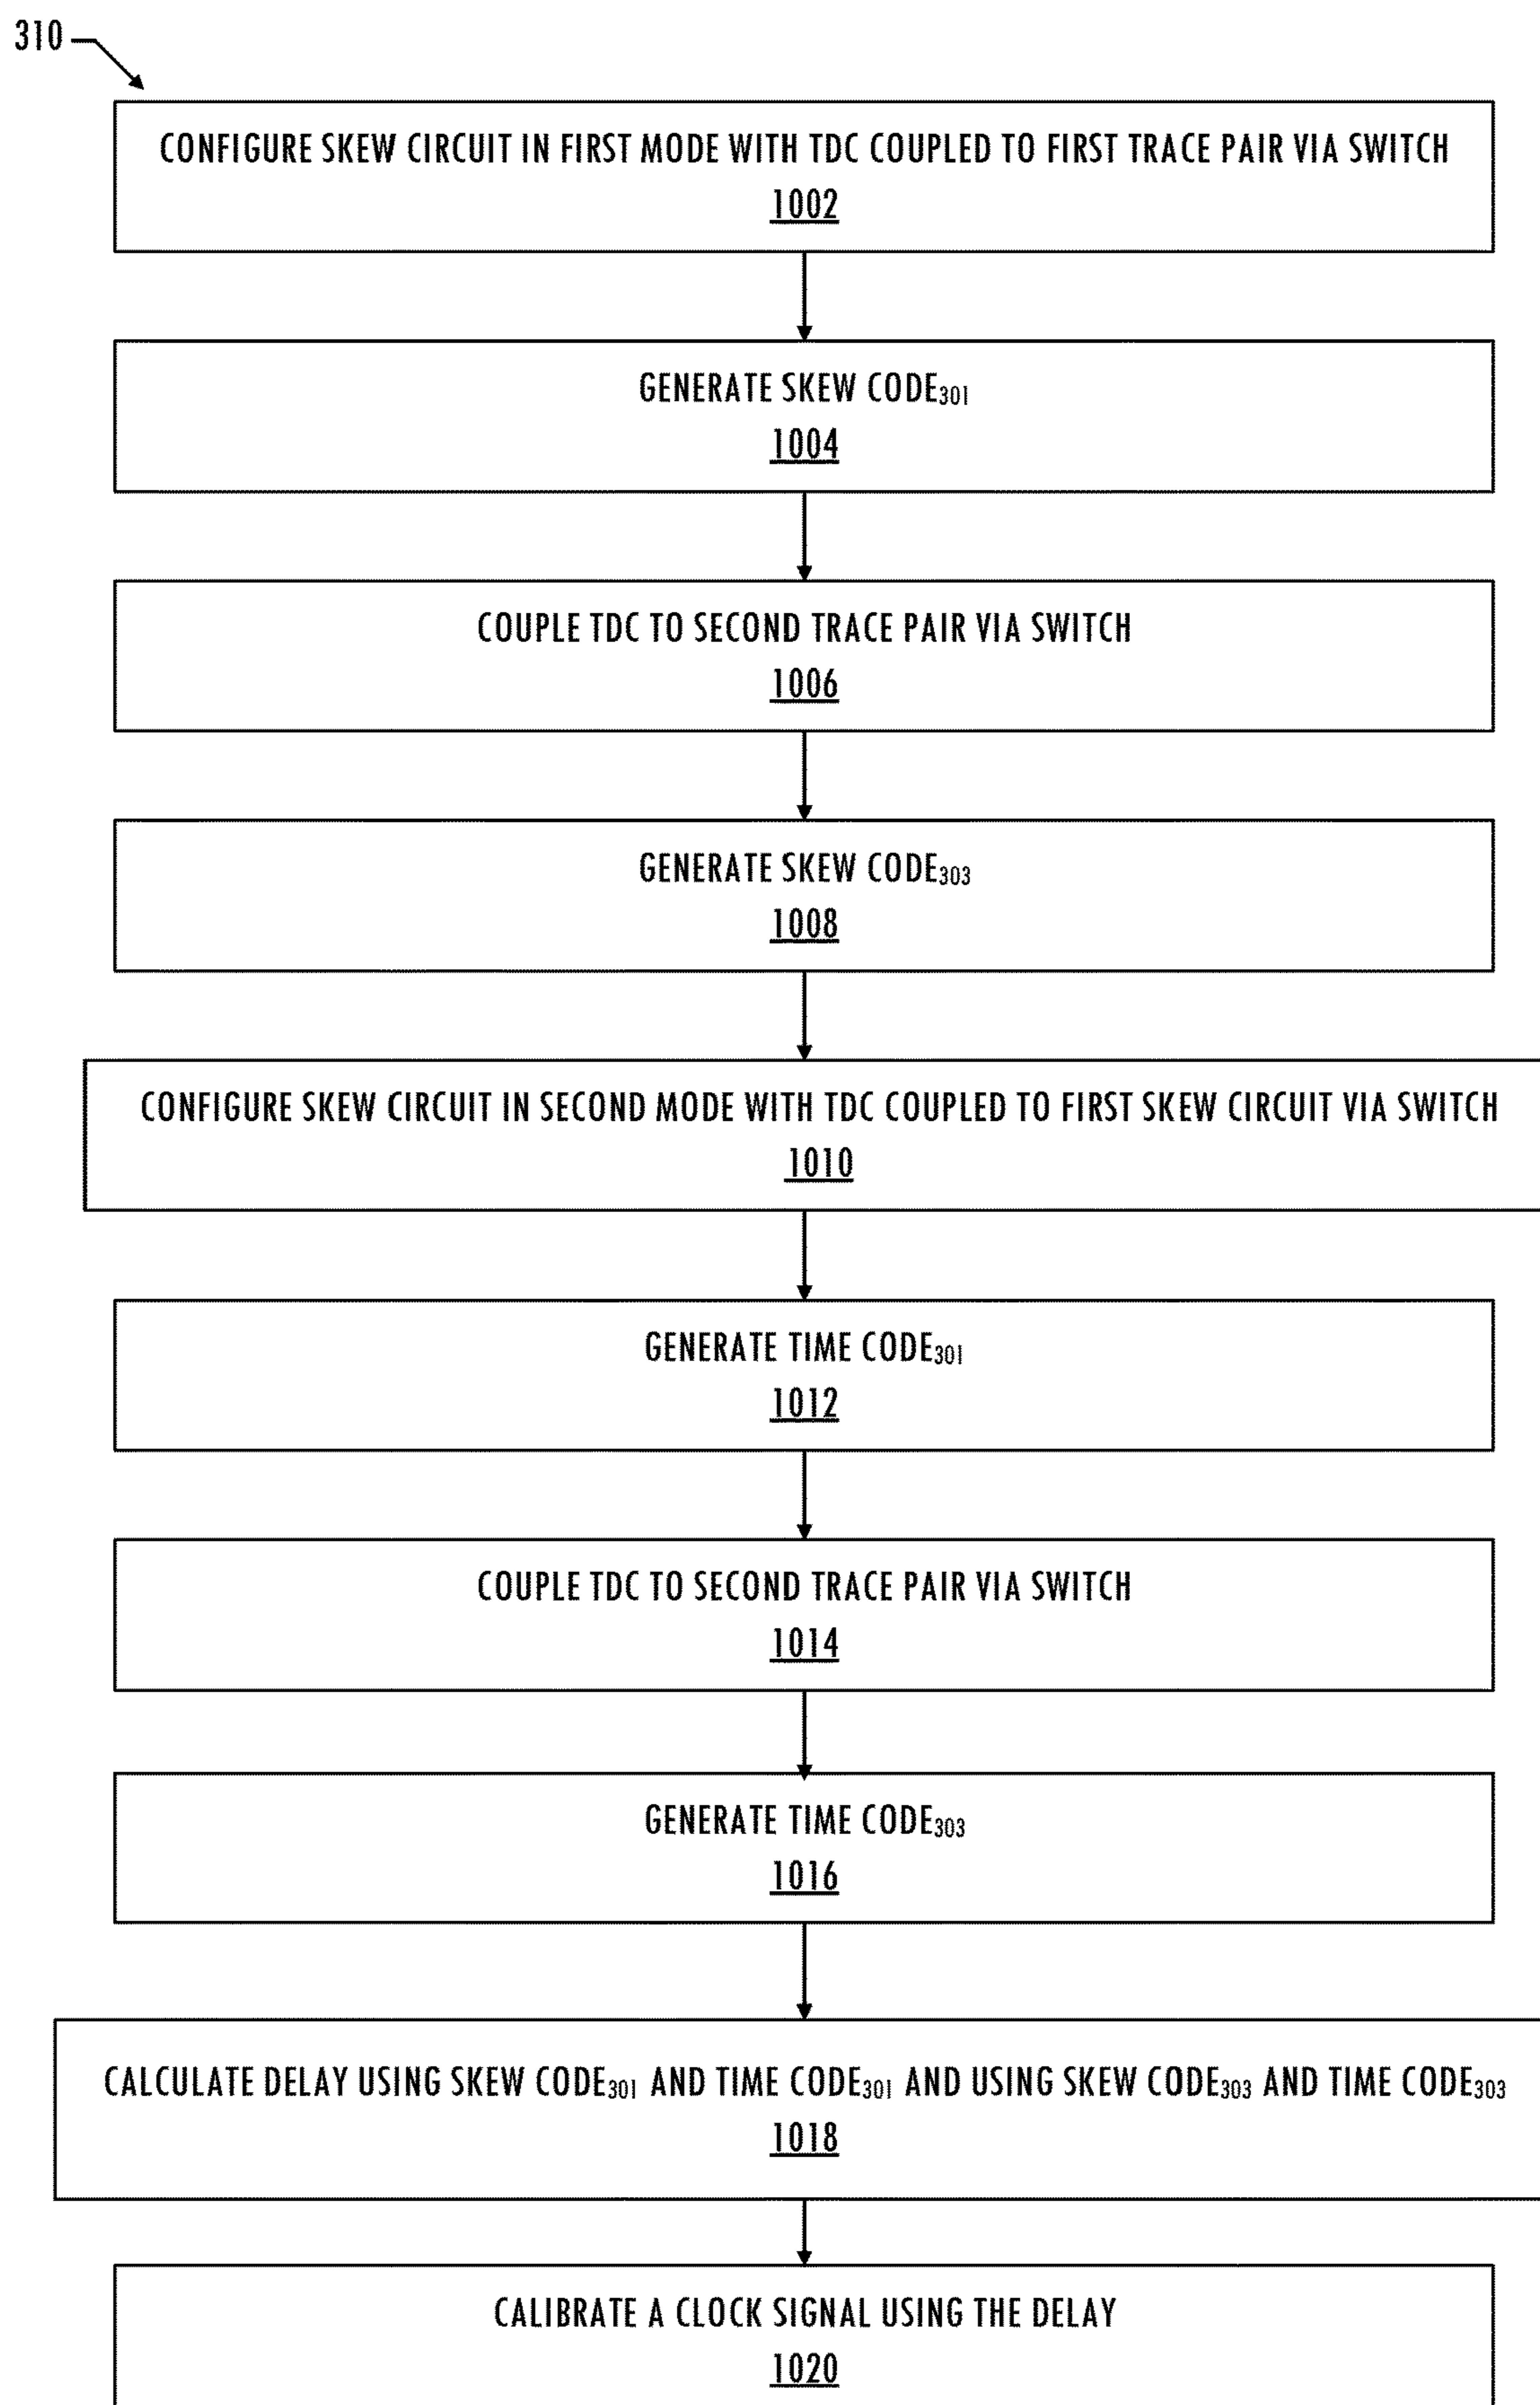 310
CONFIGURE SKEW CIRCUIT IN FIRST MODE WITH TDC COUPLED TO FIRST TRACE PAIR VIA SWITCH
1002
GENERATE SKEW CODE301
1004
COUPLE TDC TO SECOND TRACE PAIR VIA SWITCH
1006
GENERATE SKEW CODE303
1008
CONFIGURE SKEW CIRCUIT IN SECOND MODE WITH TDC COUPLED TO FIRST SKEW CIRCUIT VIA SWITCH
1010
GENERATE TIME CODE301
1012
COUPLE TDC TO SECOND TRACE PAIR VIA SWITCH
1014
GENERATE TIME CODE303
1016
CALCULATE DELAY USING SKEW CODE301 AND TIME CODE301 AND USING SKEW CODE303 AND TIME CODE303
1018
CALIBRATE A CLOCK SIGNAL USING THE DELAY
1020